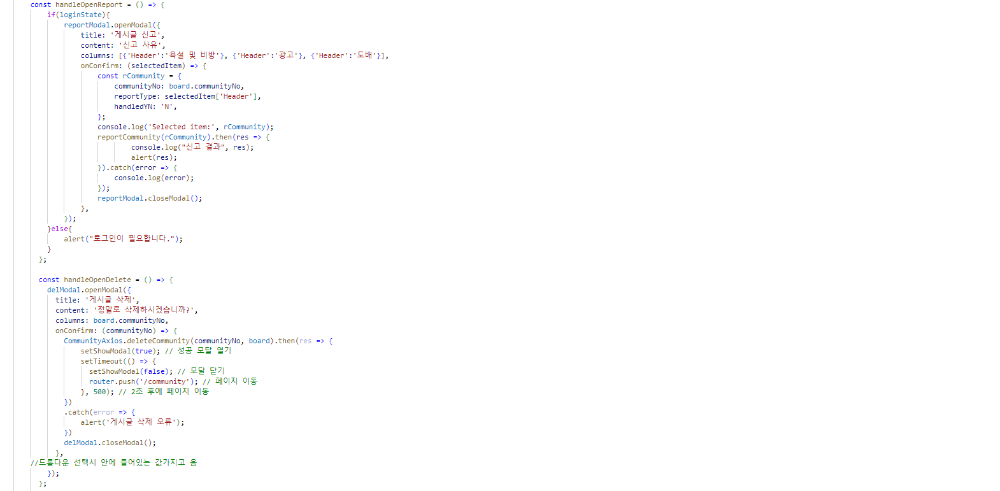 const handleOpenReport = () => {
if(loginState){
reportModal.openModal({
title: '게시글 신고',
content: '신고 사유',
columns: [{'Header':'욕설 및 비방'}, {'Header':'광고'}, {'Header':'도배'}],
onConfirm: (selectedItem) => {
const rCommunity = {
communityNo: board.communityNo,
reportType: selectedItem['Header'],
handledYN: 'N',
};
console.log('Selected item:', rCommunity);
reportCommunity(rCommunity).then(res => {
console.log("신고 결과", res);
alert(res);
}).catch(error => {
console.log(error);
});
reportModal.closeModal();
},
});
}else{
alert("로그인이 필요합니다.");
}
};
const handleOpenDelete = () => {
delModal.openModal({
title: '게시글 삭제',
content: '정말로 삭제하시겠습니까?',
columns: board.communityNo,
onConfirm: (communityNo) => {
CommunityAxios.deleteCommunity(communityNo, board).then(res => {
setShowModal(true); // 성공 모달 열기
setTimeout(() => {
setShowModal(false); // 모달 닫기
router.push('/community'); // 페이지 이동
}, 500); // 2초 후에 페이지 이동
})
.catch(error => {
alert('게시글 삭제 오류');
})
delModal.closeModal();
},
//드롭다운 선택시 안에 들어있는 값가지고 옴
});
};